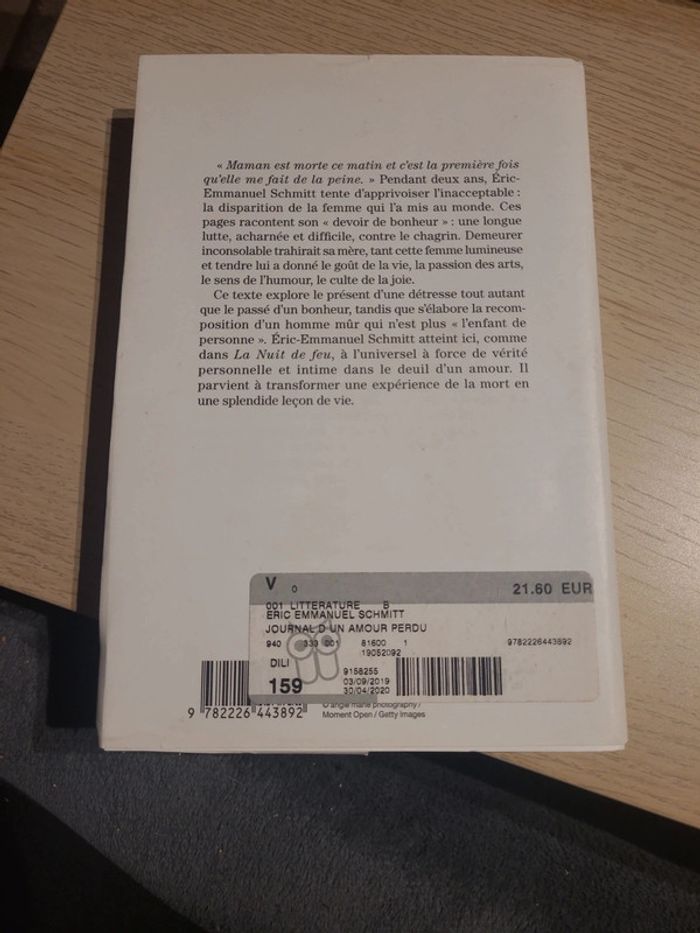 « Maman est morte ce matin et c'est la première fois
qu'elle me fait de la peine. » Pendant deux ans, Éric-
Emmanuel Schmitt tente d'apprivoiser l'inacceptable :
la disparition de la femme qui l'a mis au monde. Ces
pages racontent son « devoir de bonheur » : une longue
lutte, acharnée et difficile, contre le chagrin. Demeurer
inconsolable trahirait sa mère, tant cette femme lumineuse
et tendre lui a donné le goût de la vie, la passion des arts,
le sens de l'humour, le culte de la joie.
Ce texte explore le présent d'une détresse tout autant
que le passé d'un bonheur, tandis que s'élabore la recom-
position d'un homme mûr qui n'est plus « l'enfant de
personne ». Éric-Emmanuel Schmitt atteint ici, comme
dans La Nuit de feu, à l'universel à force de vérité
personnelle et intime dans le deuil d'un amour. Il
parvient à transformer une expérience de la mort en
une splendide leçon de vie.
V 0 21.60 EUR
001 LITTERATURE B
ERIC EMMANUEL SCHMITT
JOURNAL D'UN AMOUR PERDU
940 339 001 81600 1 9782226443892
19052092
DILI
9158255
159 03/09/2019
30/04/2020
angie marie photography /
9 782226 443892 Moment Open / Getty Images